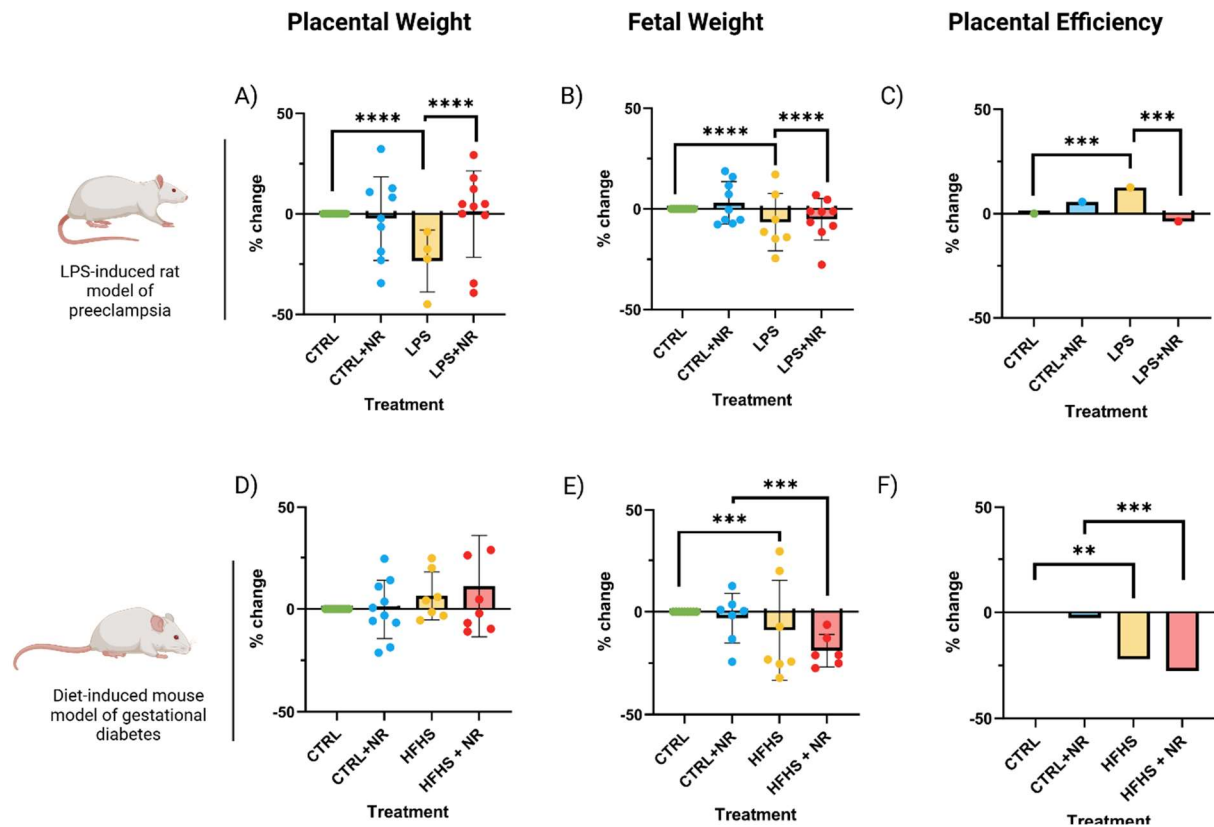 Placental Weight
Fetal Weight
Placental Efficiency
A)
B)
C)
50
0
-50
% change
****
****
CTRL
CTRL+NR
LPS
LPS+NR
Treatment
50
0
-50
% change
****
****
CTRL
CTRL+NR
LPS
LPS+NR
Treatment
50
0
-50
% change
***
***
CTRL
CTRL+NR
LPS
LPS+NR
Treatment
LPS-induced rat
model of
preeclampsia
D)
E)
F)
50
0
-50
% change
CTRL
CTRL+NR
HFHS
HFHS + NR
Treatment
50
0
-50
% change
***
***
CTRL
CTRL+NR
HFHS
HFHS + NR
Treatment
50
0
-50
% change
**
***
CTRL
CTRL+NR
HFHS
HFHS + NR
Treatment
Diet-induced mouse
model of gestational
diabetes